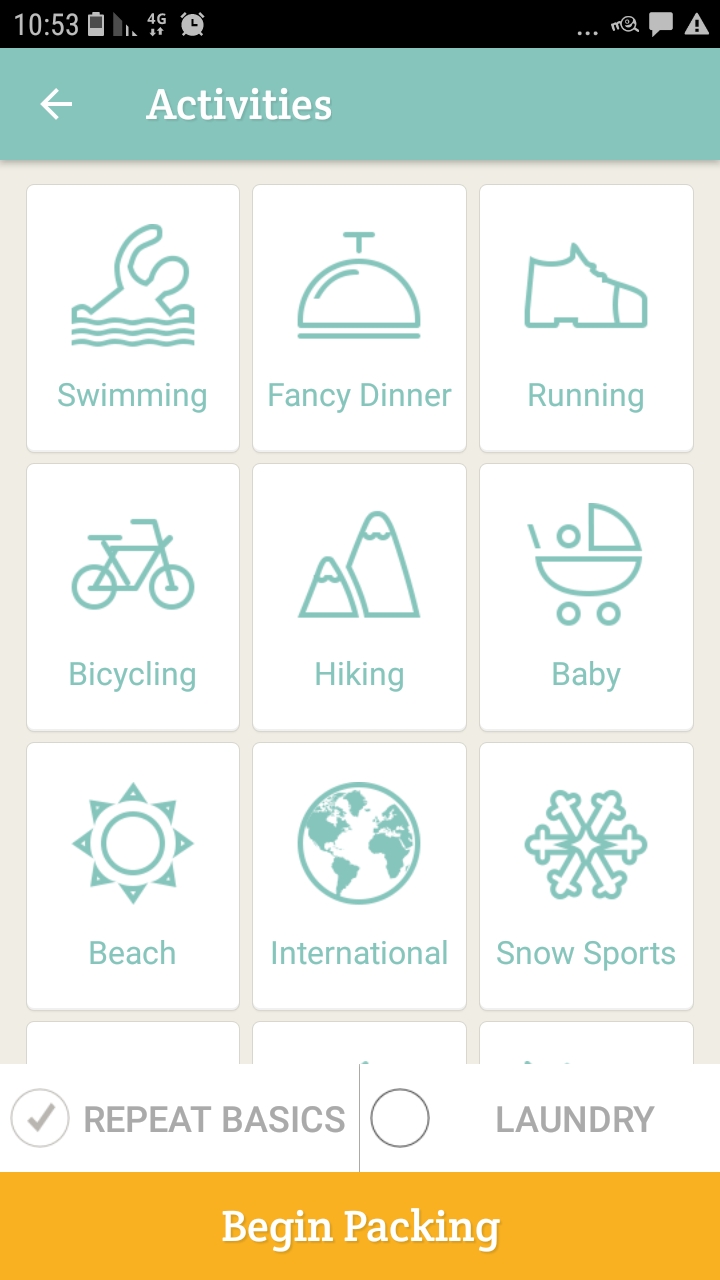 10:53 4G ...
Activities
Swimming Fancy Dinner Running
Bicycling Hiking Baby
Beach International Snow Sports
REPEAT BASICS LAUNDRY
Begin Packing